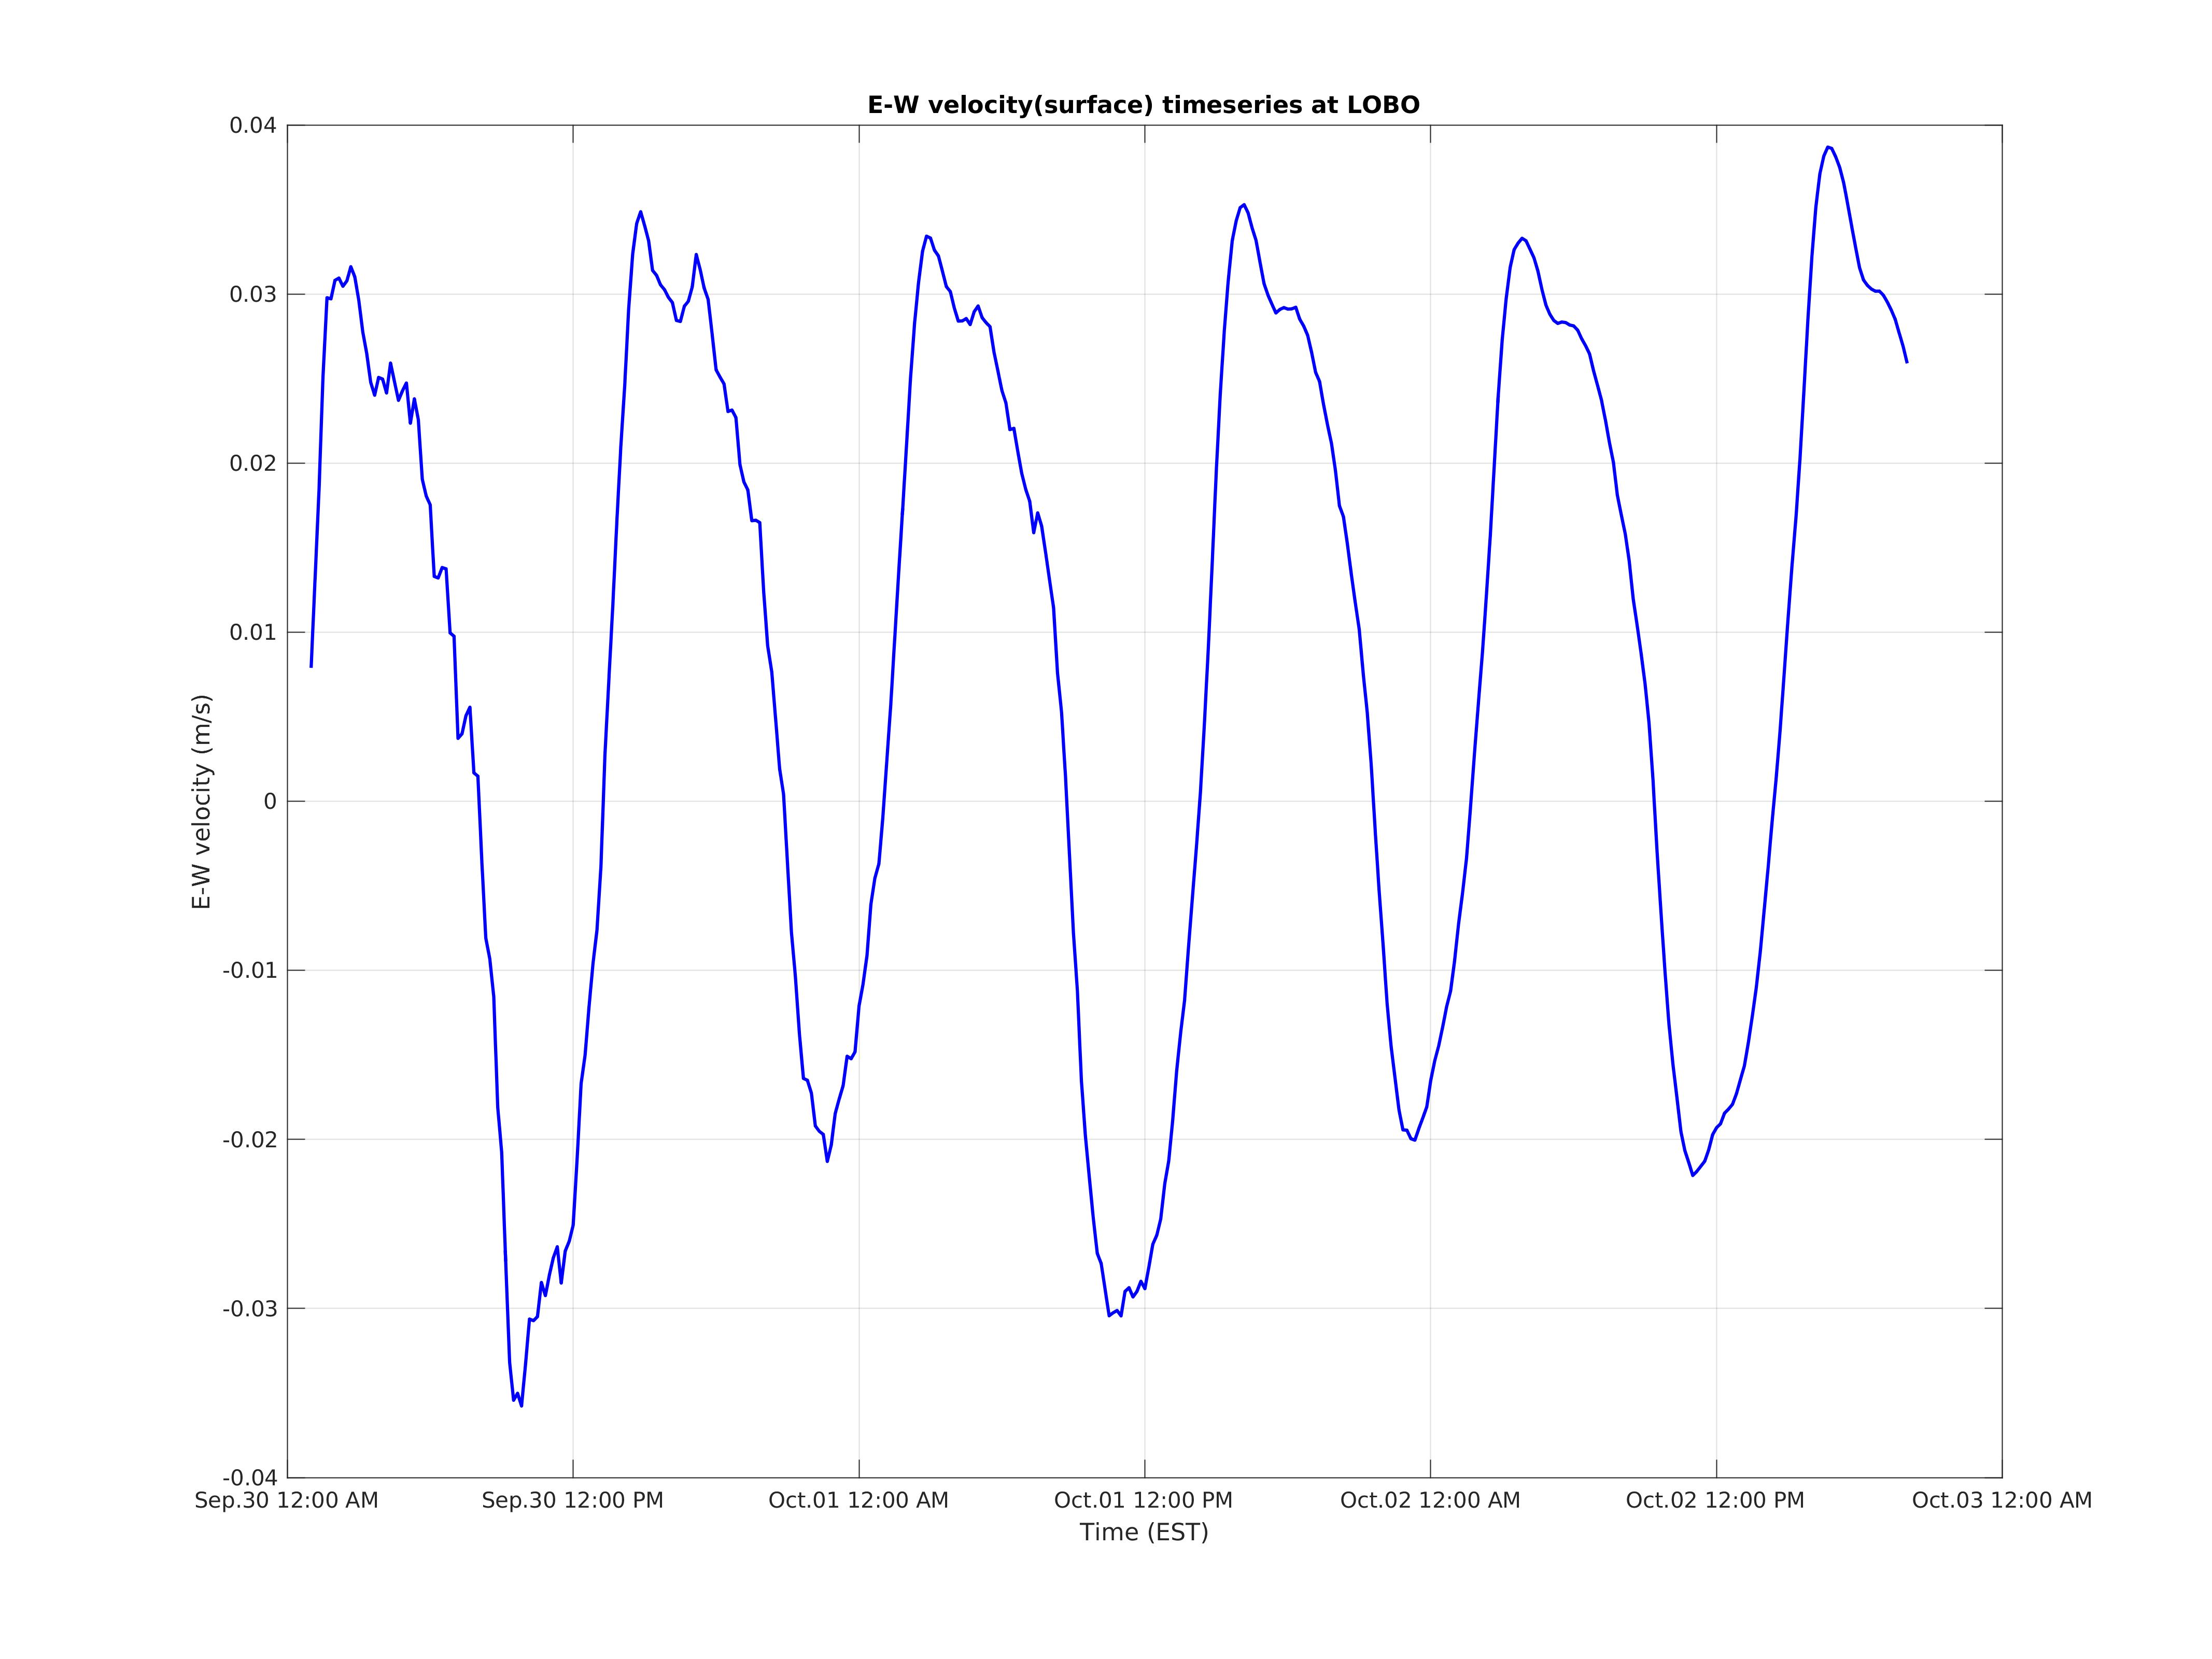 E-W velocity(surface) timeseries at LOBO
0.04
0.03
0.02
0.01
0
-0.01
-0.02
-0.03
-0.04
E-W velocity (m/s)
Sep.30 12:00 AM
Sep.30 12:00 PM
Oct.01 12:00 AM
Oct.01 12:00 PM
Oct.02 12:00 AM
Oct.02 12:00 PM
Oct.03 12:00 AM
Time (EST)